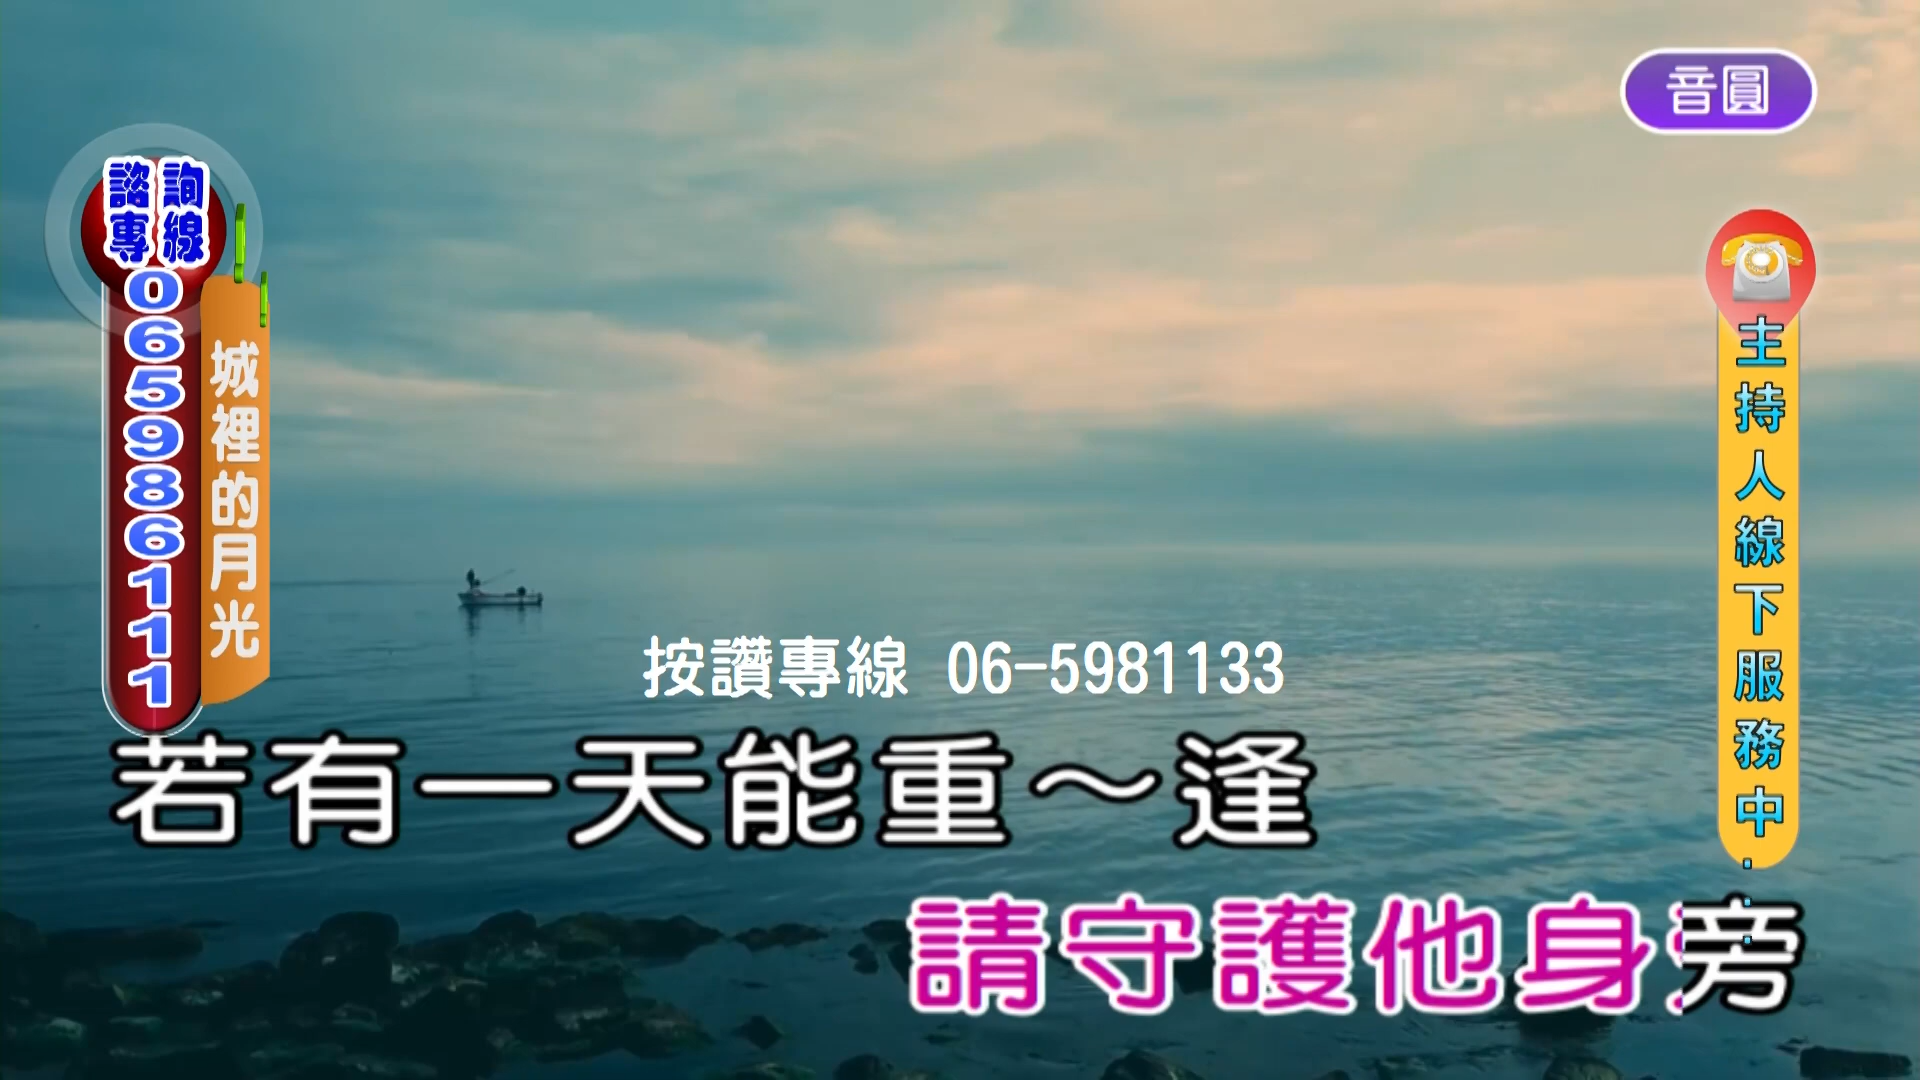 音圓
諮詢
專線
065986111
城裡的月光
主持人線下服務中...
按讚專線 06-5981133
若有一天能重～逢
請守護他身旁